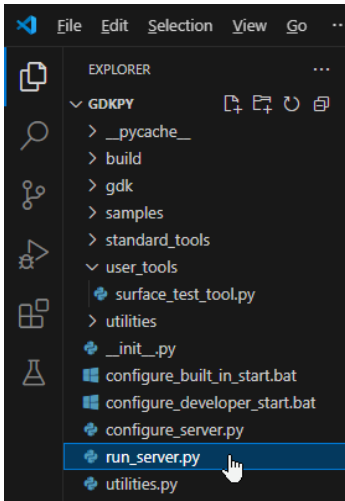 File Edit Selection View Go ··
EXPLORER ···
GDKPY
__pycache__
build
gdk
samples
standard_tools
user_tools
surface_test_tool.py
utilities
__init__.py
configure_built_in_start.bat
configure_developer_start.bat
configure_server.py
run_server.py
utilities.py